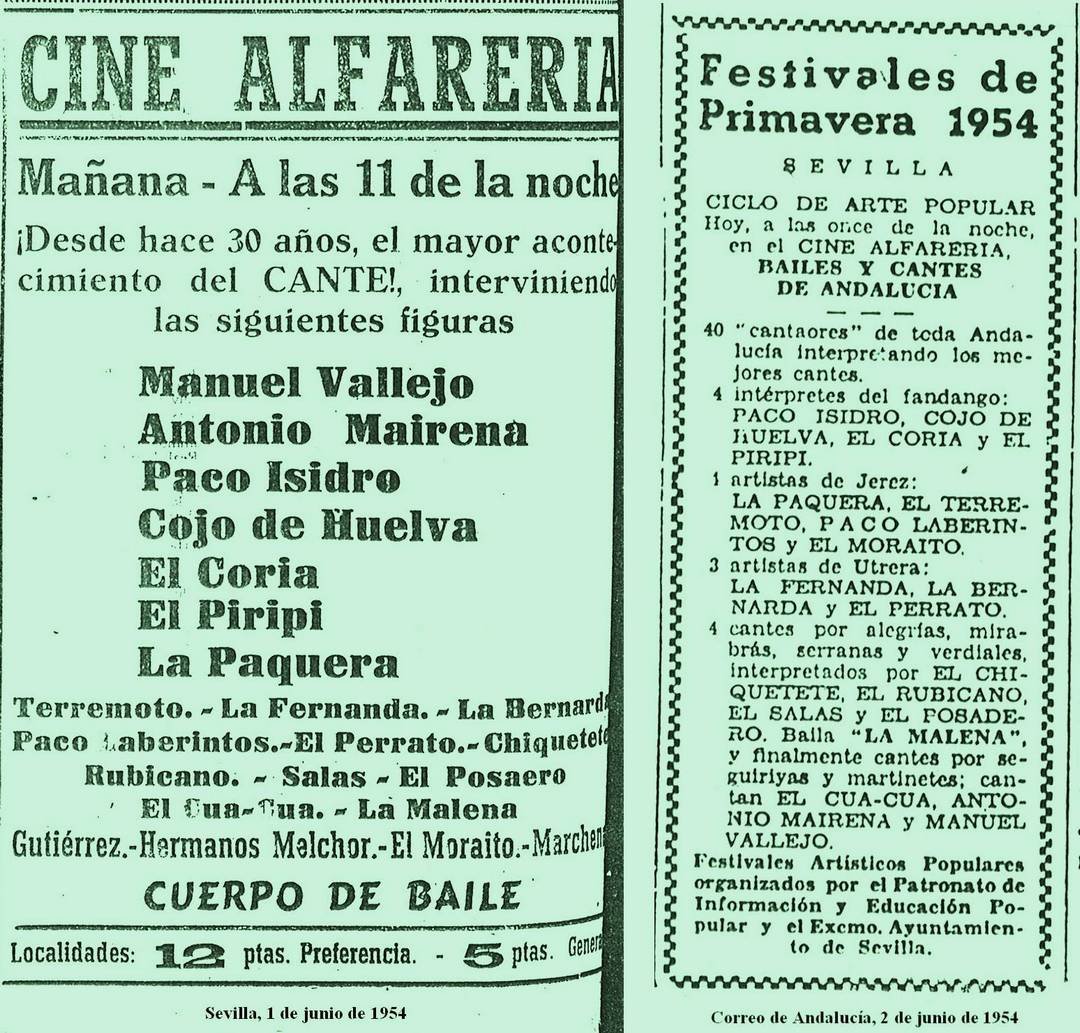 CINE ALFARERIA
Mañana - A las 11 de la noche
¡Desde hace 30 años, el mayor aconte-
cimiento del CANTE!, interviniendo
las siguientes figuras
Manuel Vallejo
Antonio Mairena
Paco Isidro
Cojo de Huelva
El Coria
El Piripi
La Paquera
Terremoto. - La Fernanda. - La Bernarda
Paco Laberintos.-El Perrato.-Chiquetete
Rubicano. - Salas - El Posaero
El Cua-Cua. - La Malena
Gutiérrez.-Hermanos Melchor.-El Moraito.-Marchena
CUERPO DE BAILE
Localidades: 12 ptas. Preferencia. - 5 ptas. General
Sevilla, 1 de junio de 1954
Festivales de
Primavera 1954
SEVILLA
CICLO DE ARTE POPULAR
Hoy, a las once de la noche,
en el CINE ALFARERIA,
BAILES Y CANTES
DE ANDALUCIA
40 "cantaores" de toda Anda-
lucía interpretando los me-
jores cantes.
4 intérpretes del fandango:
PACO ISIDRO, COJO DE
HUELVA, EL CORIA y EL
PIRIPI.
1 artistas de Jerez:
LA PAQUERA, EL TERRE-
MOTO, PACO LABERIN-
TOS y EL MORAITO.
3 artistas de Utrera:
LA FERNANDA, LA BER-
NARDA y EL PERRATO.
4 cantes por alegrías, mira-
brás, serranas y verdiales,
interpretados por EL CHI-
QUETETE, EL RUBICANO,
EL SALAS y EL POSADE-
RO. Baila "LA MALENA",
y finalmente cantes por se-
guiriyas y martinetes; can-
tan EL CUA-CUA, ANTO-
NIO MAIRENA y MANUEL
VALLEJO.
Festivales Artísticos Populares
organizados por el Patronato de
Información y Educación Po-
pular y el Excmo. Ayuntamien-
to de Sevilla.
Correo de Andalucía, 2 de junio de 1954